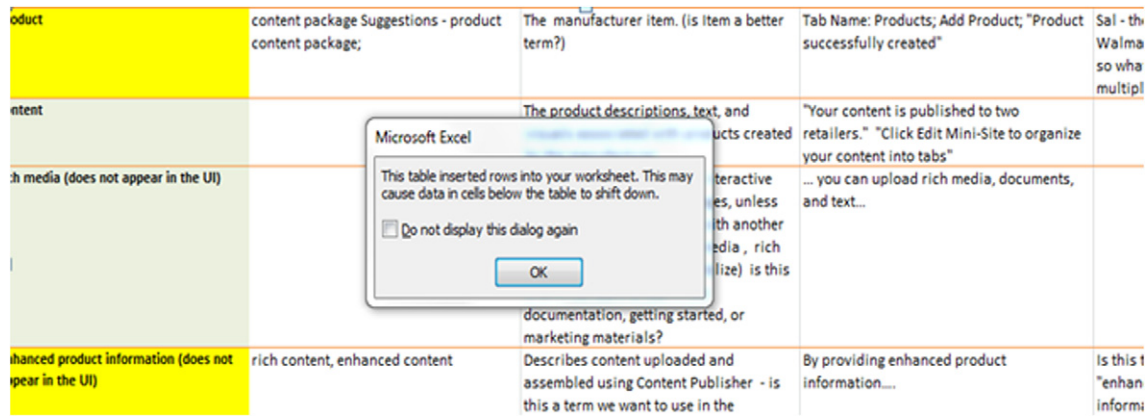 content package Suggestions - product
content package;
The manufacturer item. (is Item a better
term?)
Tab Name: Products; Add Product; "Product
successfully created"
Sal - the
Walma
so wha
multipl
The product descriptions, text, and
ucts created
"Your content is published to two
retailers." "Click Edit Mini-Site to organize
your content into tabs"
Microsoft Excel
This table inserted rows into your worksheet. This may
cause data in cells below the table to shift down.
Do not display this dialog again
OK
ch media (does not appear in the UI)
teractive
es, unless
ith another
edia , rich
lize) is this
documentation, getting started, or
marketing materials?
... you can upload rich media, documents,
and text...
nhanced product information (does not
ppear in the UI)
rich content, enhanced content
Describes content uploaded and
assembled using Content Publisher - is
this a term we want to use in the
By providing enhanced product
information....
Is this t
"enhan
informa